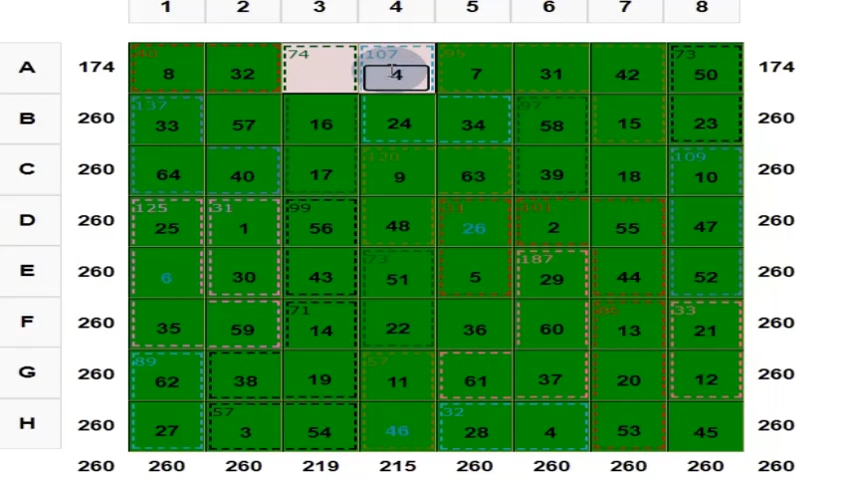 1 2 3 4 5 6 7 8
74 107 73
A 174 8 32 4 7 31 42 50 174
137 97
B 260 33 57 16 24 34 58 15 23 260
120 109
C 260 64 40 17 9 63 39 18 10 260
125 31 99
D 260 25 1 56 48 26 2 55 47 260
73 187
E 260 6 30 43 51 5 29 44 52 260
71 33
F 260 35 59 14 22 36 60 13 21 260
89 57
G 260 62 38 19 11 61 37 20 12 260
57 32
H 260 27 3 54 46 28 4 53 45 260
260 260 260 219 215 260 260 260 260 260